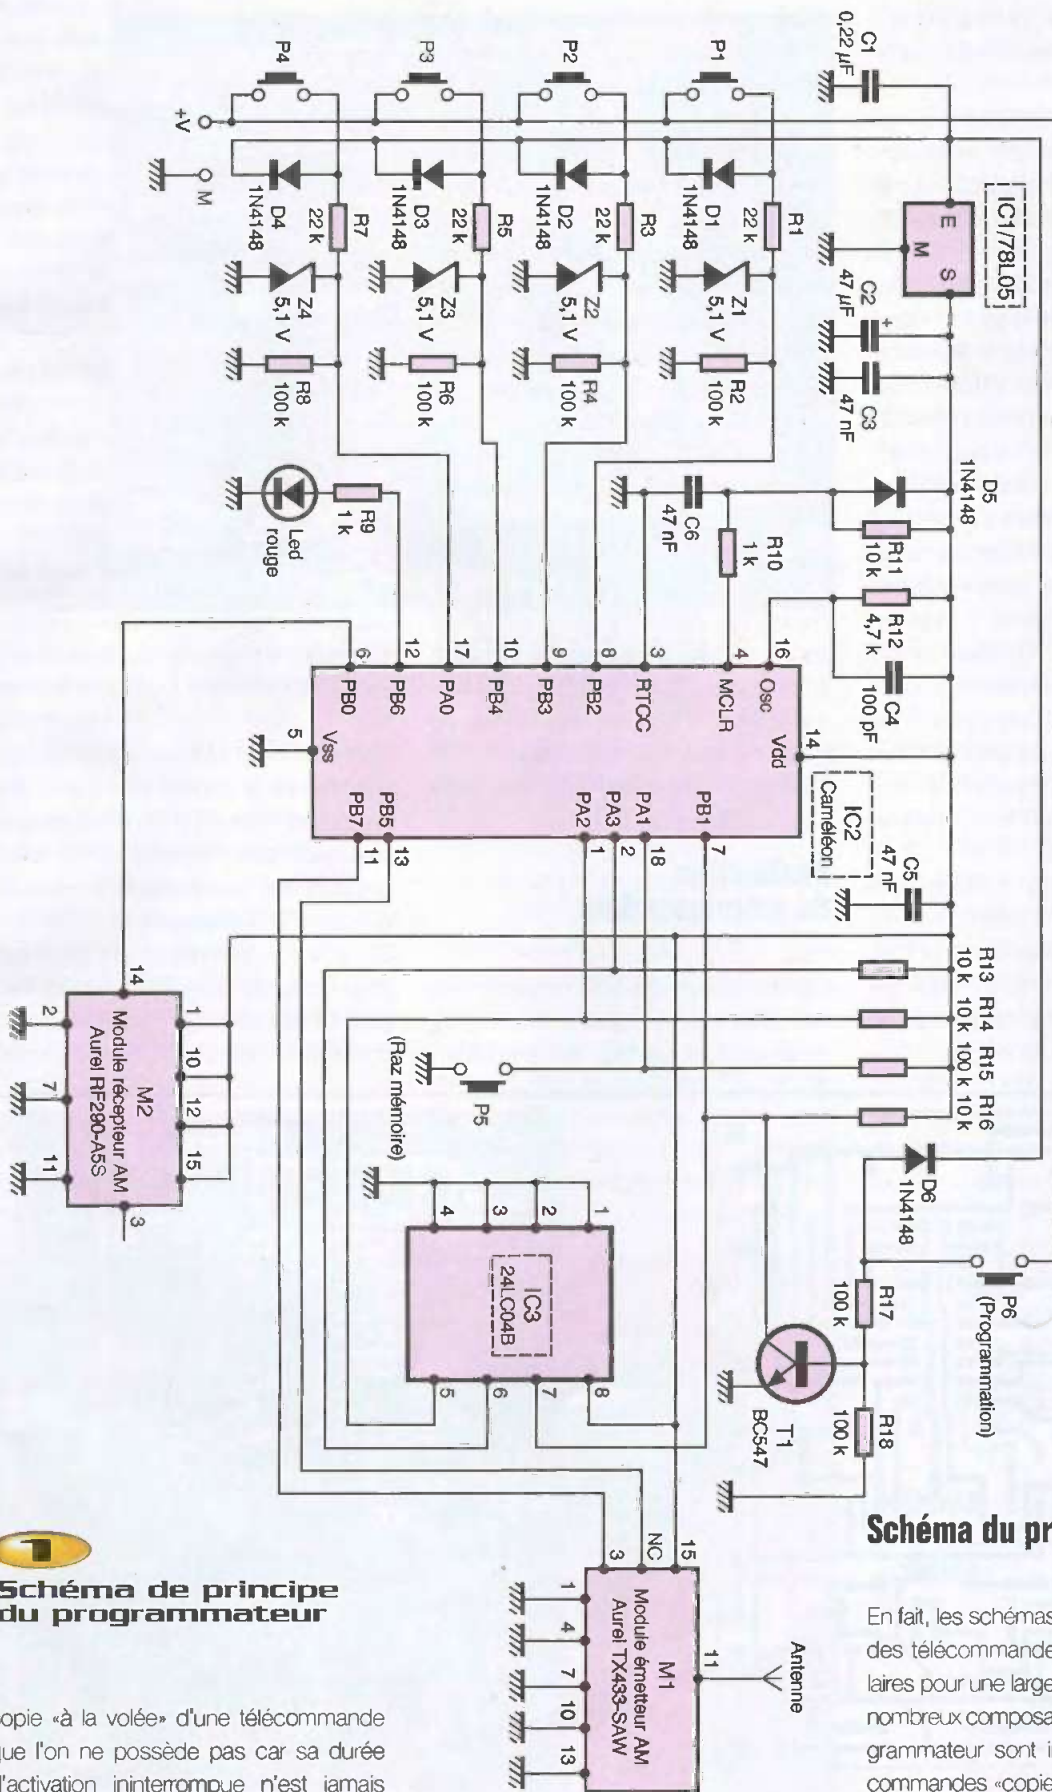 C1
0,22 µF
IC1/78L05
E
M
S
C2
47 µF
+
C3
47 nF
D5
1N4148
R11
10 k
R12
4,7 k
C4
100 pF
C5
47 nF
R13
10 k
R14
10 k
R15
100 k
R16
10 k
D6
1N4148
P6
(Programmation)
R17
100 k
R18
100 k
T1
BC547
P1
P2
P3
P4
+V
M
D1
1N4148
D2
1N4148
D3
1N4148
D4
1N4148
R1
22 k
R3
22 k
R5
22 k
R7
22 k
Z1
5,1 V
Z2
5,1 V
Z3
5,1 V
Z4
5,1 V
R2
100 k
R4
100 k
R6
100 k
R8
100 k
C6
47 nF
R10
1 k
R9
1 k
Led
rouge
16
4
3
8
9
10
17
12
6
Osc
MCLR
RTCC
PB2
PB3
PB4
PA0
PB6
PB0
14
Vdd
5
Vss
IC2
Caméléon
PB1
PA1
PA3
PA2
PB5
PB7
7
18
2
1
13
11
P5
(Raz mémoire)
14
1
10
12
15
M2
Module récepteur AM
Aurel RF290-A5S
2
7
11
3
1
2
3
4
IC3
24LC04B
8
7
6
5
15
NC
3
M1
Module émetteur AM
Aurel TX433-SAW
11
Antenne
1
4
7
10
13
1
Schéma de principe
du programmateur
opie «à la volée» d'une télécommande
ue l'on ne possède pas car sa durée
l'activation ininterrompue n'est jamais
Schéma du pr
En fait, les schémas
des télécommande
laires pour une large
nombreux composa
grammateur sont i
commandes «copie